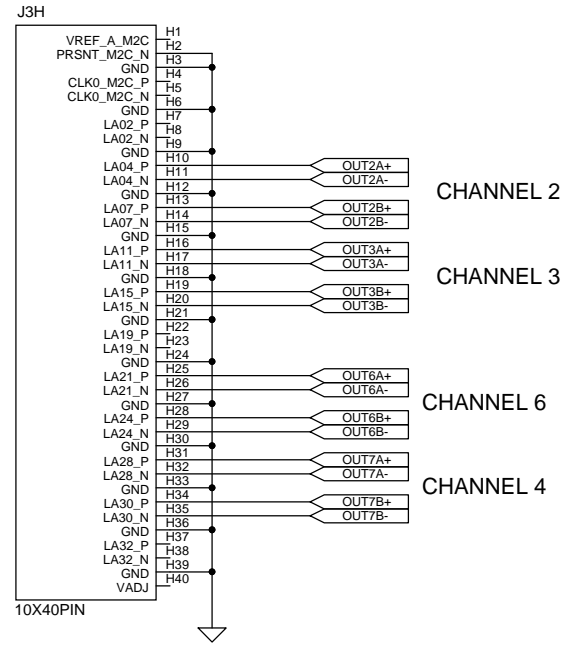 J3H
VREF_A_M2C H1
PRSNT_M2C_N H2
GND H3
CLK0_M2C_P H4
CLK0_M2C_N H5
GND H6
LA02_P H7
LA02_N H8
GND H9
LA04_P H10 OUT2A+
LA04_N H11 OUT2A-
CHANNEL 2
GND H12
LA07_P H13 OUT2B+
LA07_N H14 OUT2B-
GND H15
LA11_P H16 OUT3A+
LA11_N H17 OUT3A-
CHANNEL 3
GND H18
LA15_P H19 OUT3B+
LA15_N H20 OUT3B-
GND H21
LA19_P H22
LA19_N H23
GND H24
LA21_P H25 OUT6A+
LA21_N H26 OUT6A-
CHANNEL 6
GND H27
LA24_P H28 OUT6B+
LA24_N H29 OUT6B-
GND H30
LA28_P H31 OUT7A+
LA28_N H32 OUT7A-
CHANNEL 4
GND H33
LA30_P H34 OUT7B+
LA30_N H35 OUT7B-
GND H36
LA32_P H37
LA32_N H38
GND H39
VADJ H40
10X40PIN